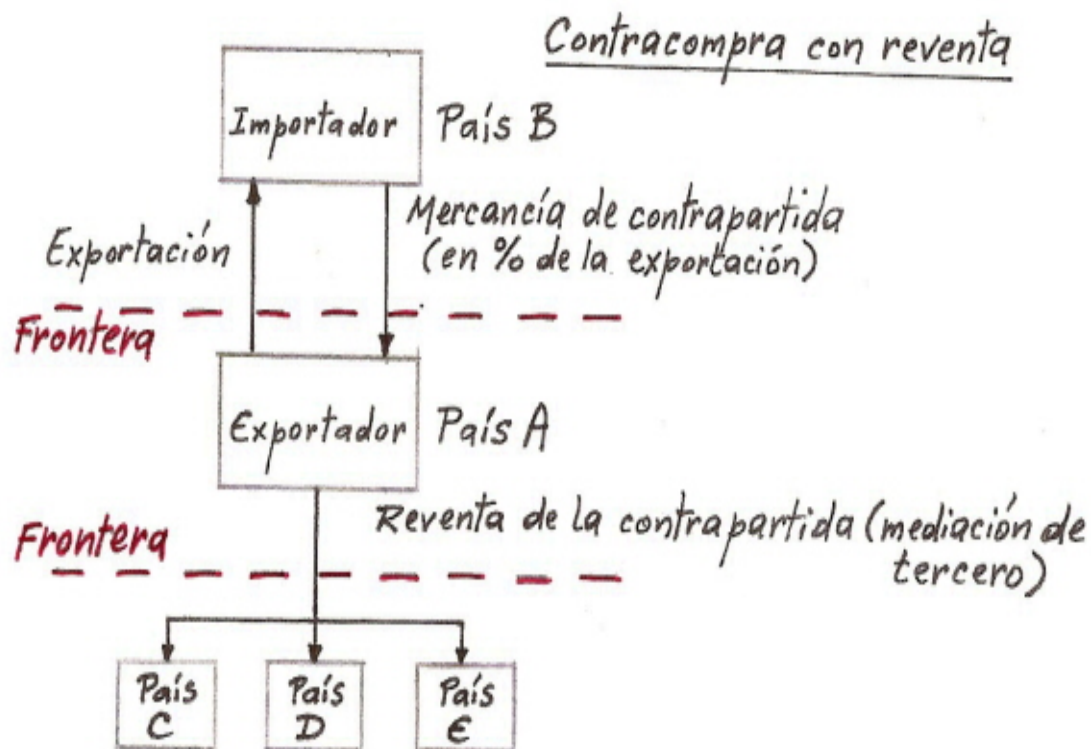 Contracompra con reventa
Importador
País B
Exportación
Mercancía de contrapartida
(en % de la exportación)
Frontera
Exportador
País A
Frontera
Reventa de la contrapartida (mediación de
tercero)
País
C
País
D
País
E